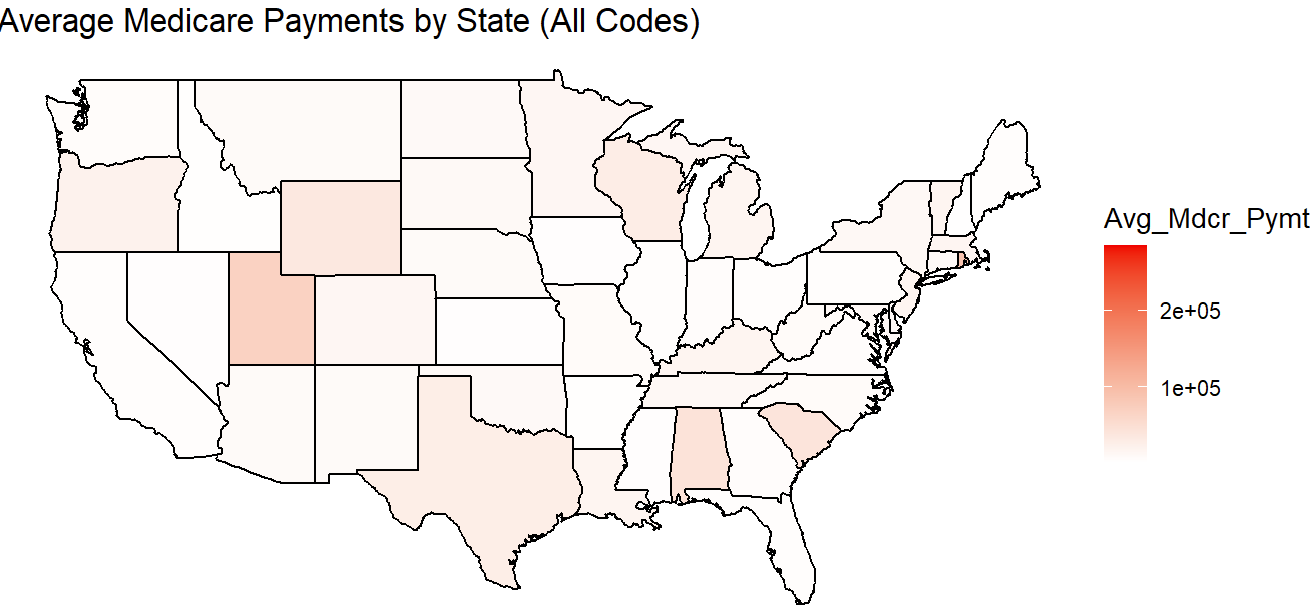 Average Medicare Payments by State (All Codes)
Avg_Mdcr_Pymt
2e+05
1e+05